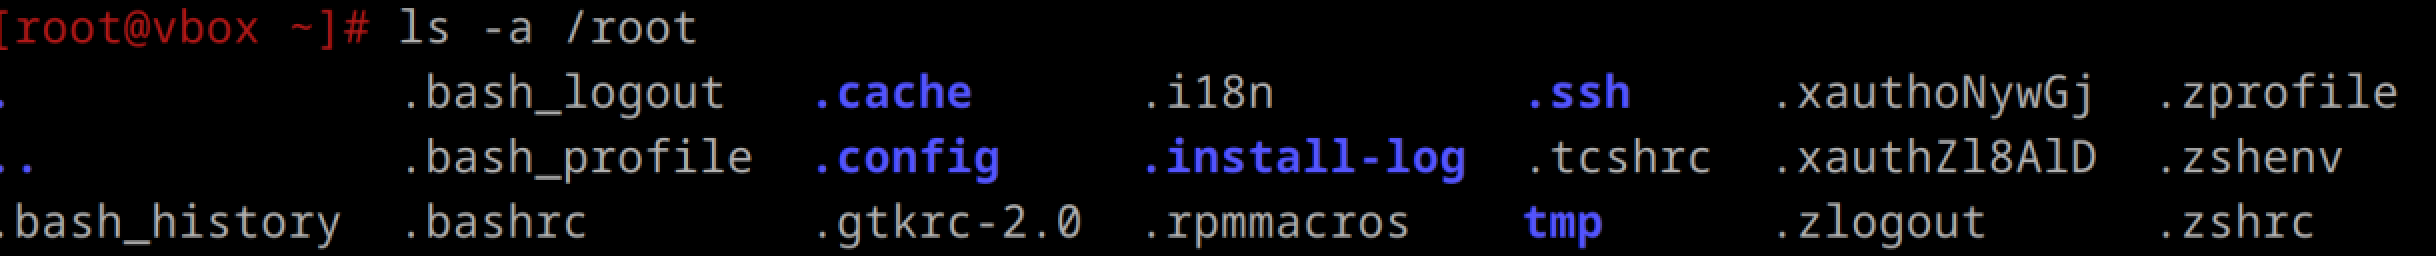 [root@vbox ~]# ls -a /root
. .bash_logout .cache .i18n .ssh .xauthoNywGj .zprofile
.. .bash_profile .config .install-log .tcshrc .xauthZl8AlD .zshenv
.bash_history .bashrc .gtkrc-2.0 .rpmmacros tmp .zlogout .zshrc